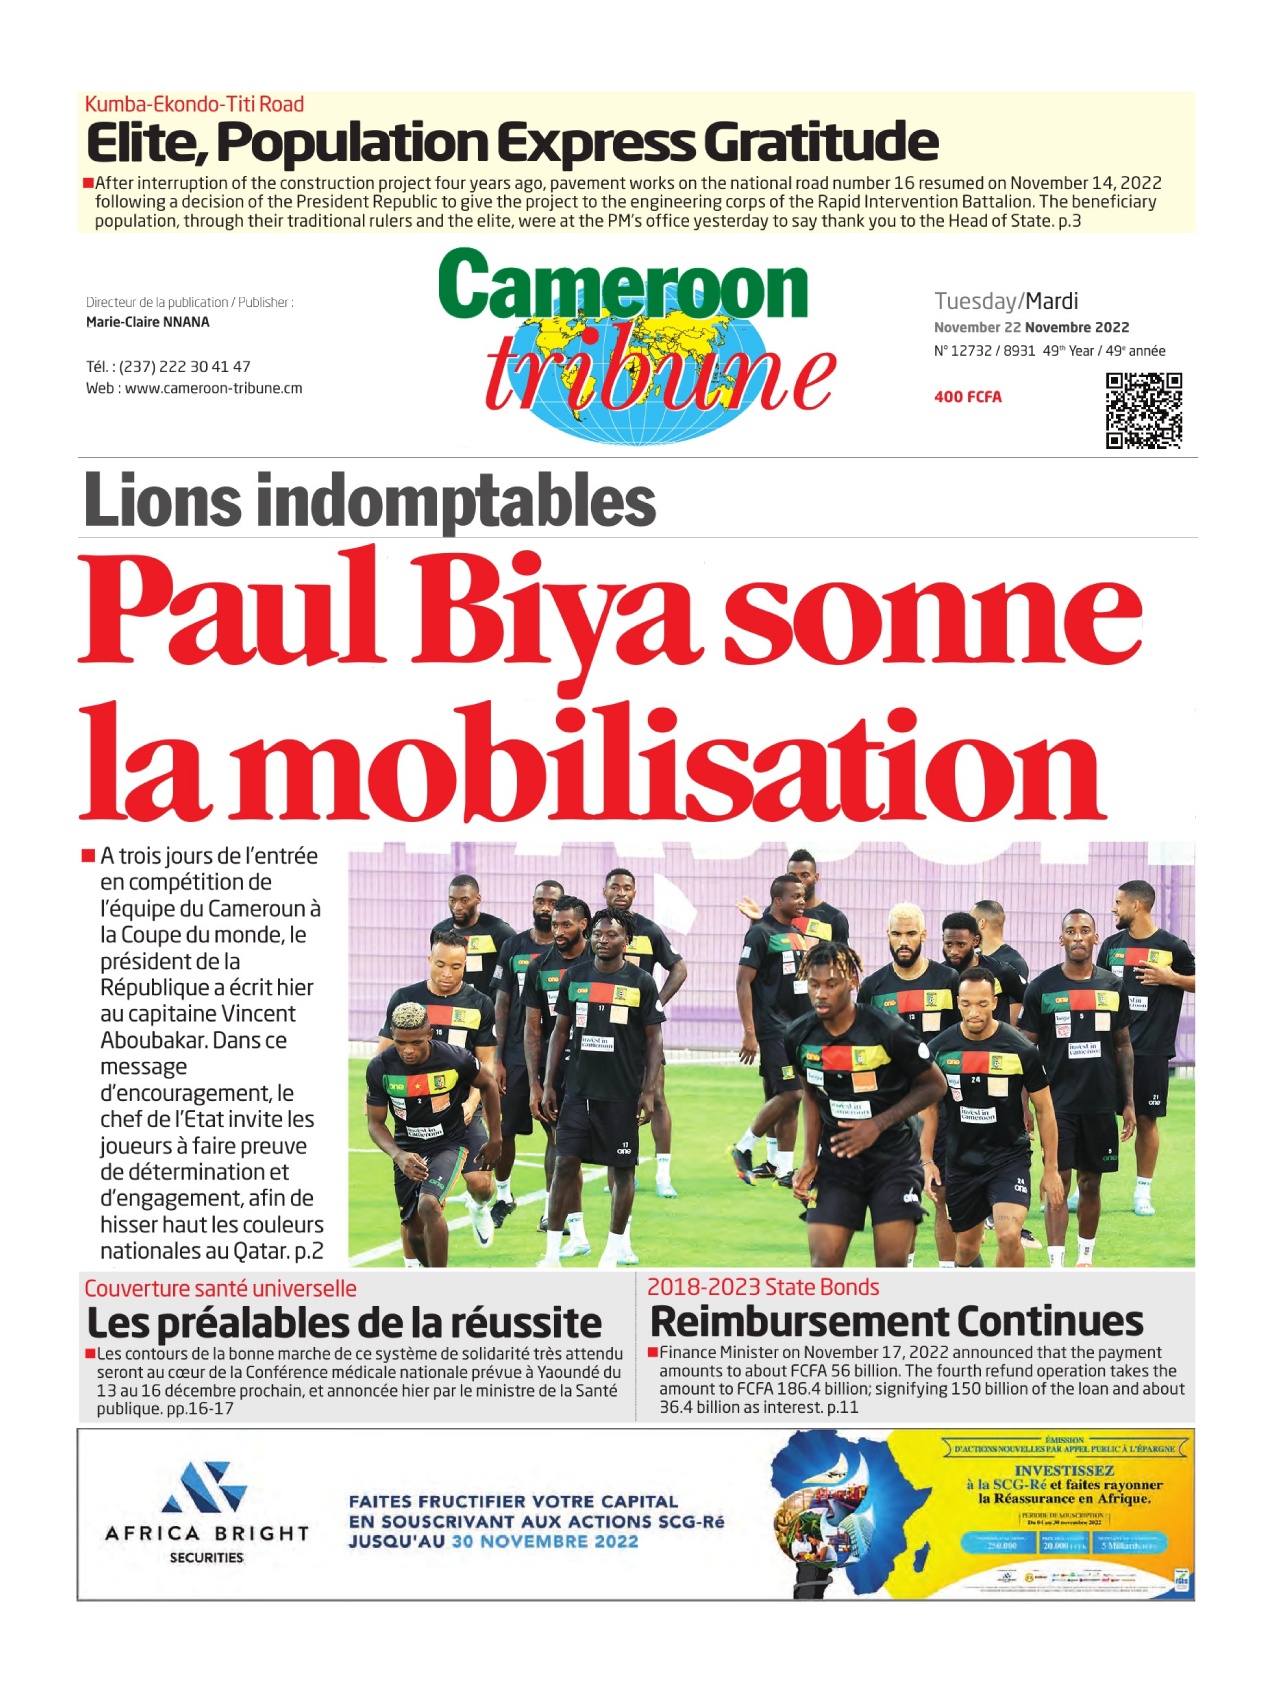 Kumba-Ekondo-Titi Road
Elite, Population Express Gratitude
After interruption of the construction project four years ago, pavement works on the national road number 16 resumed on November 14, 2022
following a decision of the President Republic to give the project to the engineering corps of the Rapid Intervention Battalion. The beneficiary
population, through their traditional rulers and the elite, were at the PM's office yesterday to say thank you to the Head of State. p.3
Directeur de la publication / Publisher :
Marie-Claire NNANA
Tél. : (237) 222 30 41 47
Web : www.cameroon-tribune.cm
Cameroon
tribune
Tuesday/Mardi
November 22 Novembre 2022
N° 12732 / 8931 49th Year / 49e année
400 FCFA
Lions indomptables
Paul Biya sonne
la mobilisation
A trois jours de l'entrée
en compétition de
l'équipe du Cameroun à
la Coupe du monde, le
président de la
République a écrit hier
au capitaine Vincent
Aboubakar. Dans ce
message
d'encouragement, le
chef de l'Etat invite les
joueurs à faire preuve
de détermination et
d'engagement, afin de
hisser haut les couleurs
nationales au Qatar. p.2
Couverture santé universelle
Les préalables de la réussite
Les contours de la bonne marche de ce système de solidarité très attendu
seront au cœur de la Conférence médicale nationale prévue à Yaoundé du
13 au 16 décembre prochain, et annoncée hier par le ministre de la Santé
publique. pp.16-17
2018-2023 State Bonds
Reimbursement Continues
Finance Minister on November 17, 2022 announced that the payment
amounts to about FCFA 56 billion. The fourth refund operation takes the
amount to FCFA 186.4 billion; signifying 150 billion of the loan and about
36.4 billion as interest. p.11
AFRICA BRIGHT
SECURITIES
FAITES FRUCTIFIER VOTRE CAPITAL
EN SOUSCRIVANT AUX ACTIONS SCG-Ré
JUSQU'AU 30 NOVEMBRE 2022
ÉMISSION
D'ACTIONS NOUVELLES PAR APPEL PUBLIC À L'ÉPARGNE
INVESTISSEZ
à la SCG-Ré et faites rayonner
la Réassurance en Afrique.
PERIODE DE SOUSCRIPTION
Du 01 au 30 novembre 2022
250.000
20.000 FCFA
5 Milliards